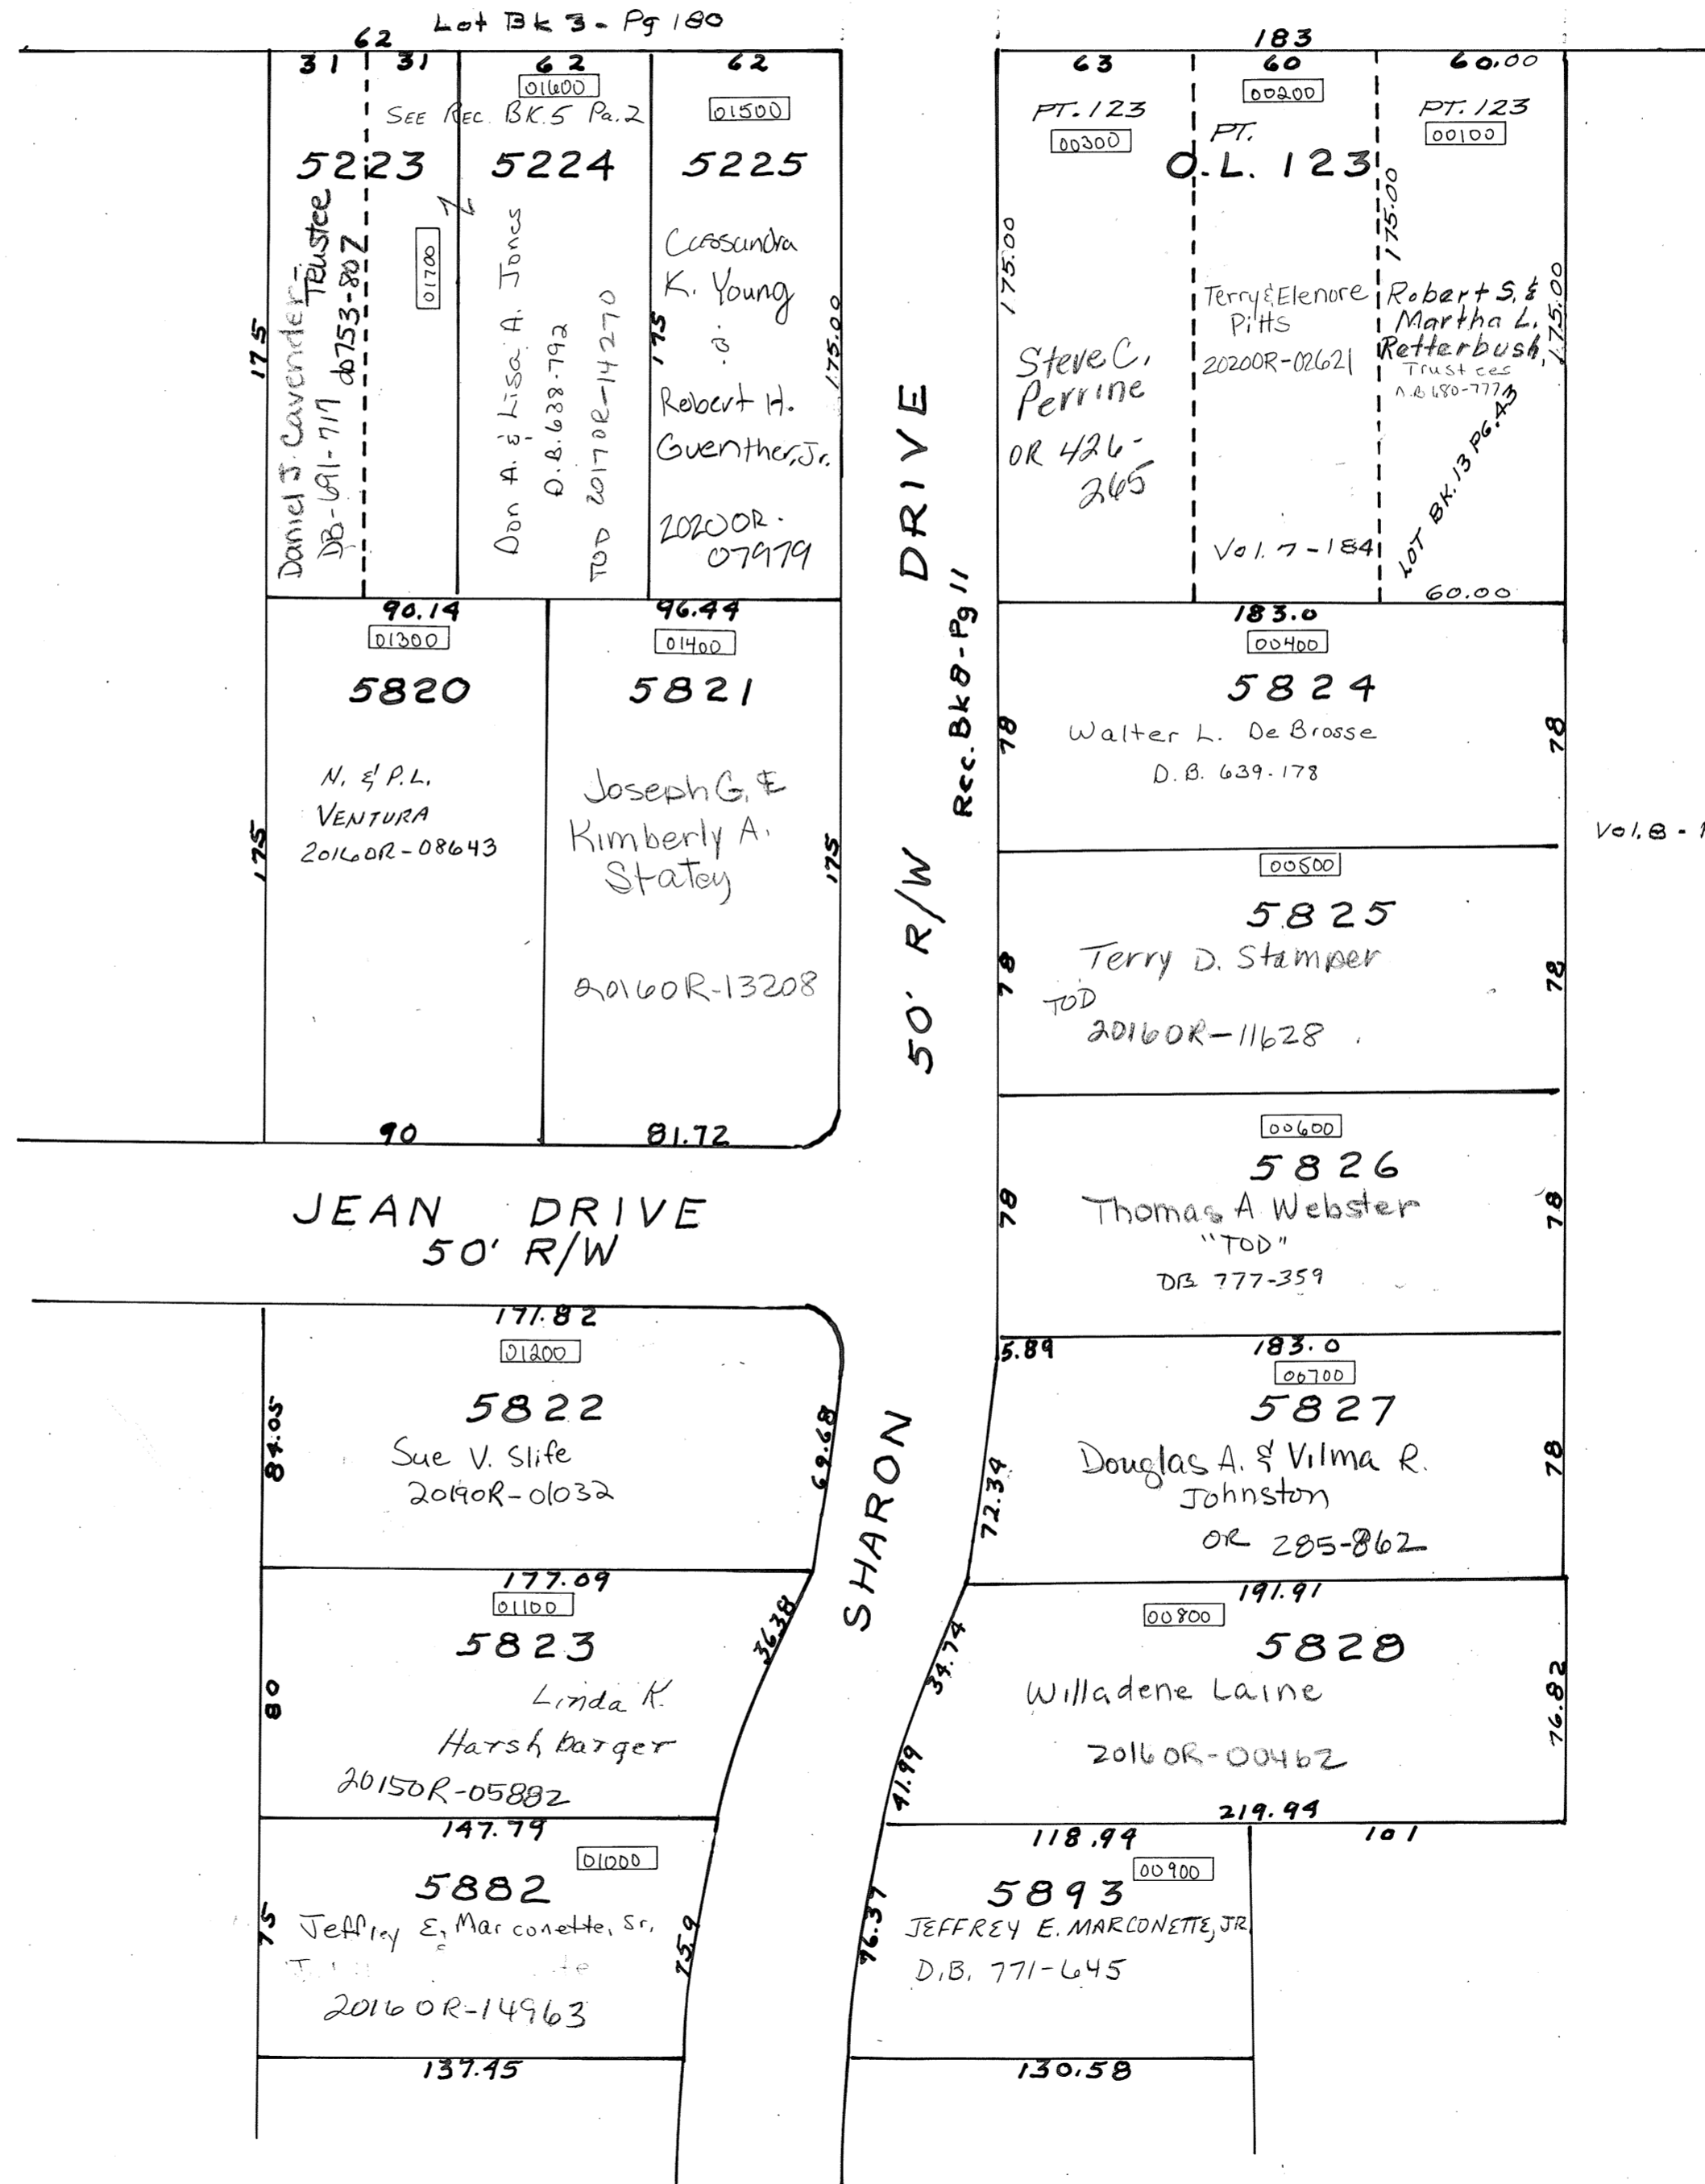 Lot Bk 3 - Pg 180
62
31
31
62
01600
62
01500
SEE REC. BK. 5 Pa. 2
5223
5224
5225
Daniel J. Cavender-
Trustee
DB-691-717 db753-802
01700
Z
Don A. & Lisa A. Jones
D.B. 638-792
TOD 2017OR-14270
Cassandra
K. Young
&
Robert H.
Guenther, Jr.
2020OR-
07979
175
175
175.00
183
63
60
60.00
00200
PT. 123
PT.
PT. 123
00300
00100
O.L. 123
175.00
175.00
175.00
Steve C.
Perrine
OR 426-
265
Terry & Elenore
Pitts
2020OR-02621
Vol. 7-184
Robert S. &
Martha L.
Retterbush,
Trustees
D.B. 680-777
LOT BK. 13 PG. 43
60.00
90.14
01300
5820
N. & P.L.
VENTURA
2016OR-08643
175
90
96.44
01400
5821
Joseph G. &
Kimberly A.
Statey
2016OR-13208
175
81.72
50' R/W DRIVE
Rec. Bk 8-Pg 11
183.0
00400
5824
Walter L. DeBrosse
D.B. 639-178
78
78
Vol. 8 -
00500
5825
Terry D. Stamper
TOD
2016OR-11628
78
78
00600
5826
Thomas A Webster
"TOD"
DB 777-359
78
78
JEAN DRIVE
50' R/W
171.82
01200
5822
Sue V. Slife
2019OR-01032
84.05
69.68
SHARON
5.89
183.0
00700
5827
Douglas A. & Vilma R.
Johnston
OR 285-862
72.34
78
177.09
01100
5823
Linda K.
Harshbarger
2015OR-05882
80
36.38
191.91
00800
5828
Willadene Laine
2016OR-00462
34.74
41.99
76.82
219.94
147.79
01000
5882
Jeffrey E. Marconette, Sr.
2016OR-14963
75
75.9
137.45
118.94
101
00900
5893
JEFFREY E. MARCONETTE, JR.
D.B. 771-645
76.37
130.58